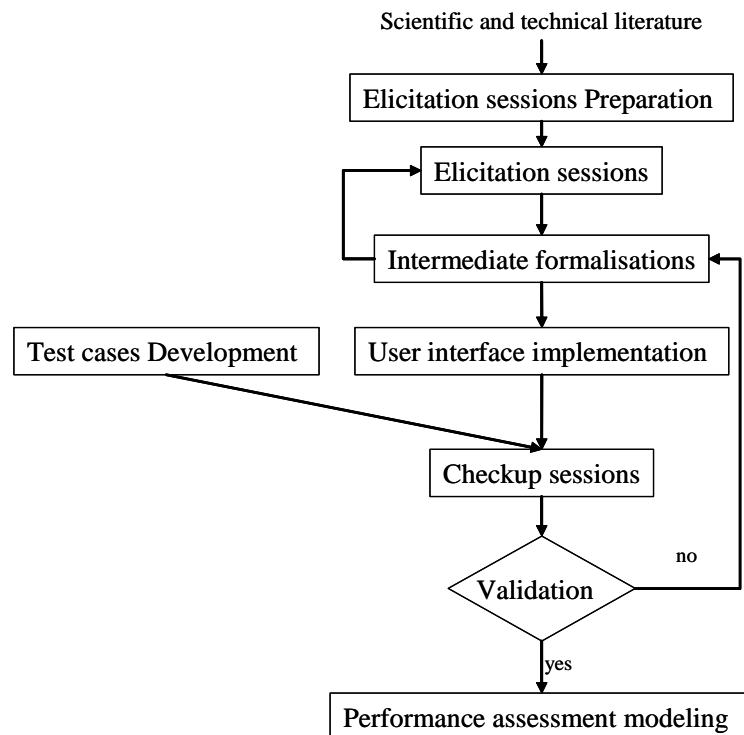 Scientific and technical literature
Elicitation sessions Preparation
Elicitation sessions
Intermediate formalisations
Test cases Development
User interface implementation
Checkup sessions
no
Validation
yes
Performance assessment modeling